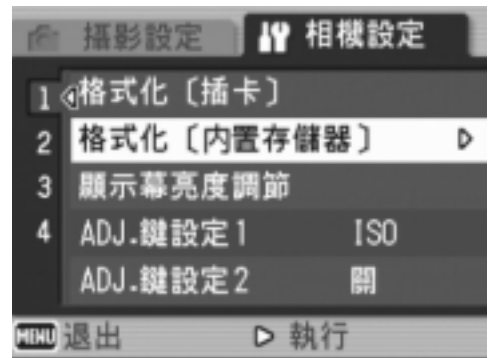 攝影設定 相機設定
1 格式化〔插卡〕
2 格式化〔内置存儲器〕
3 顯示幕亮度調節
4 ADJ.鍵設定1 ISO
ADJ.鍵設定2 關
MENU 退出 執行